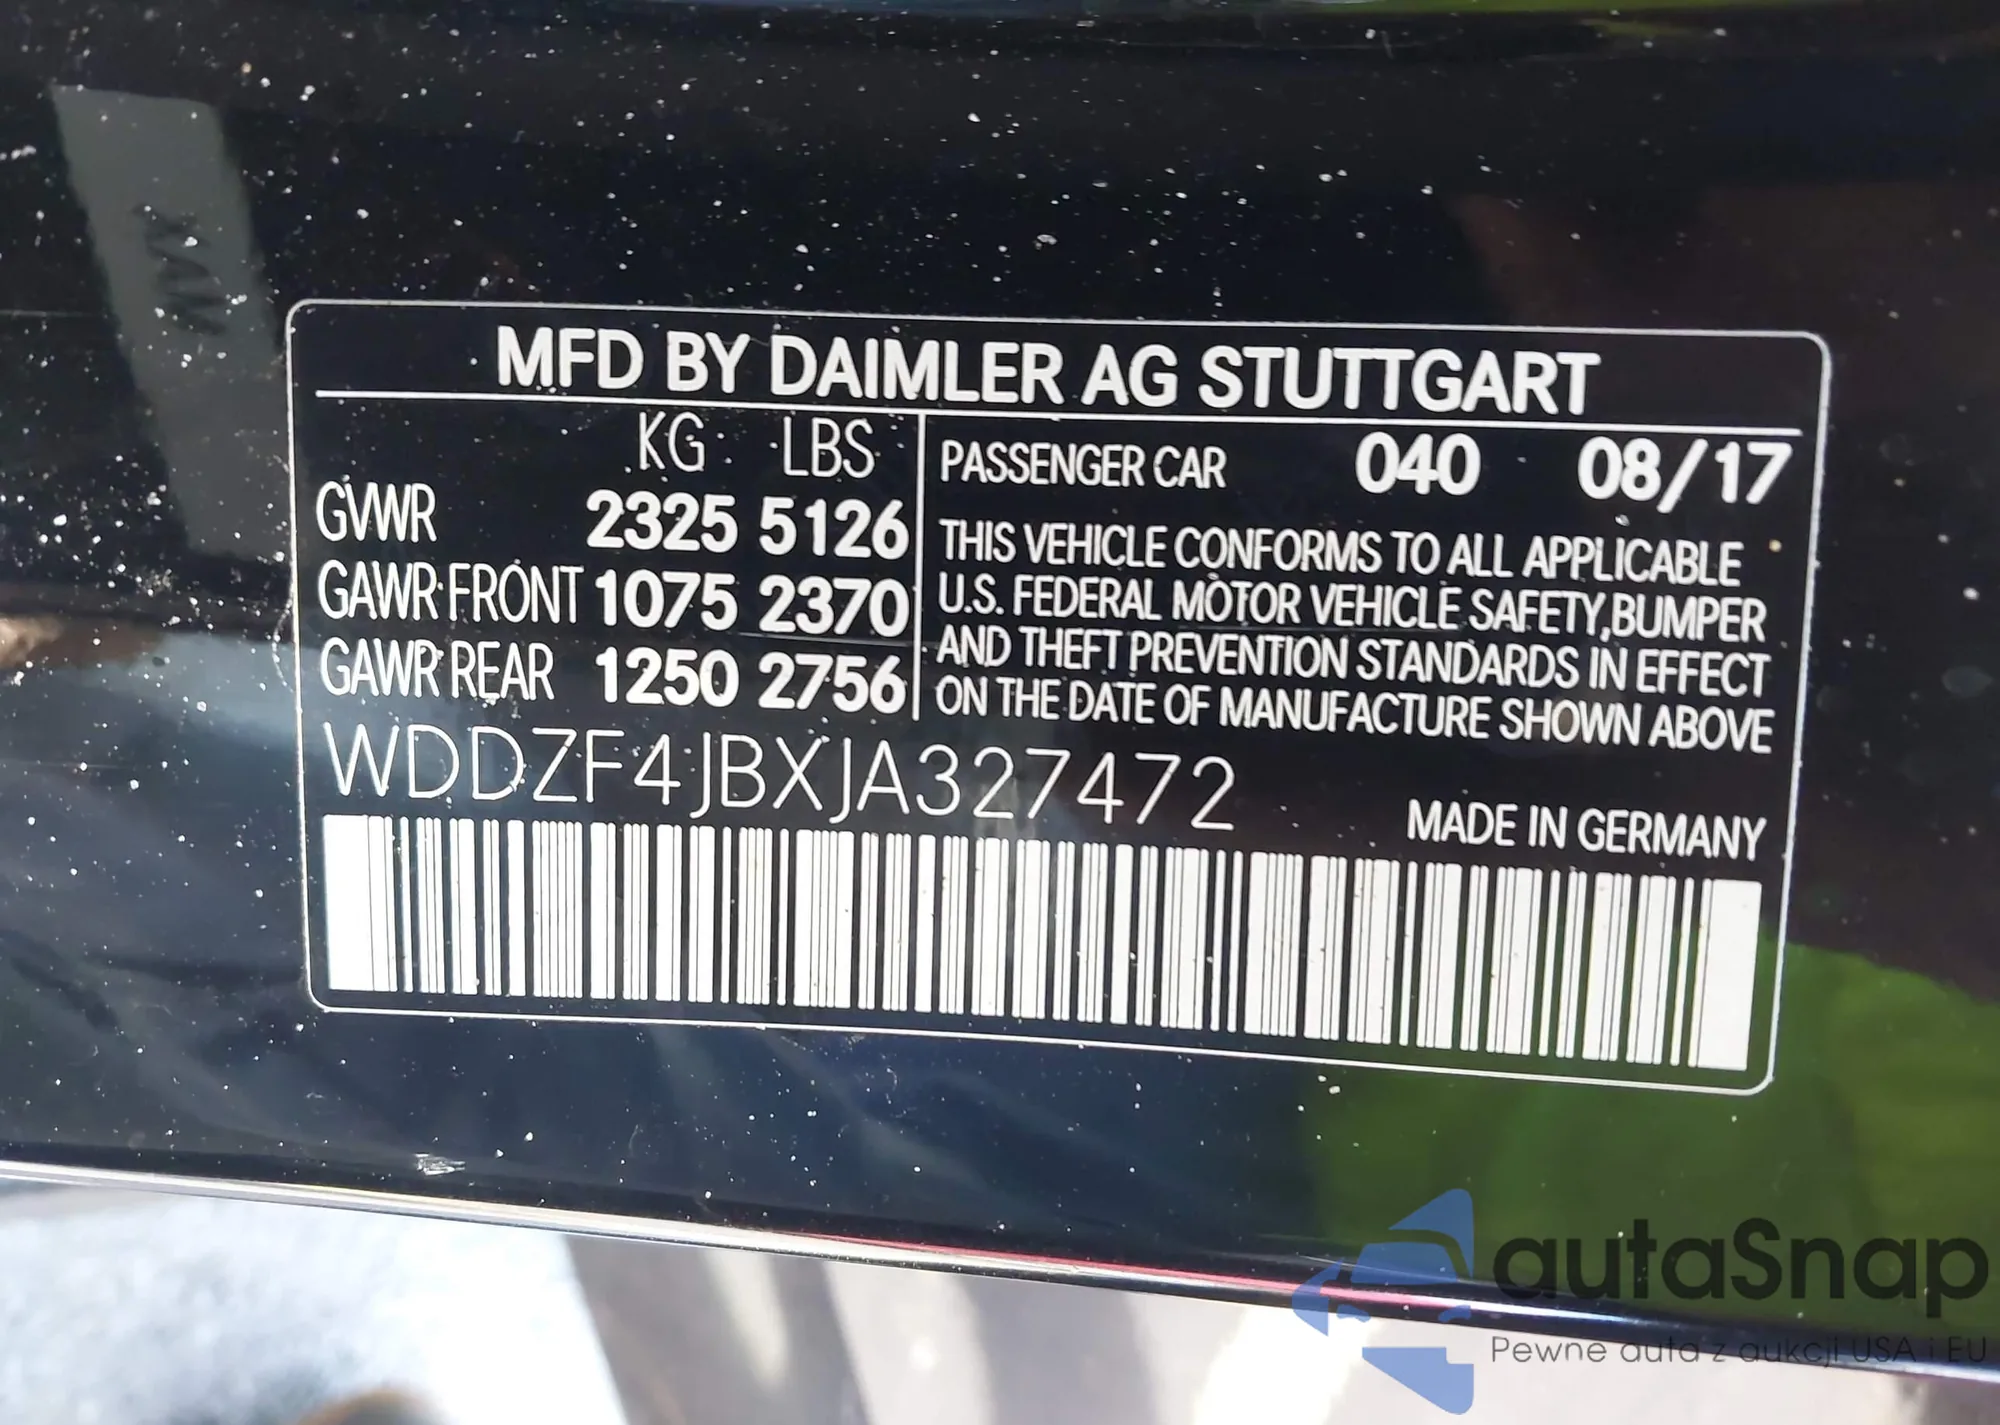 MFD BY DAIMLER AG STUTTGART
KG LBS
GVWR 2325 5126
GAWR FRONT 1075 2370
GAWR REAR 1250 2756
PASSENGER CAR 040 08/17
THIS VEHICLE CONFORMS TO ALL APPLICABLE
U.S. FEDERAL MOTOR VEHICLE SAFETY, BUMPER
AND THEFT PREVENTION STANDARDS IN EFFECT
ON THE DATE OF MANUFACTURE SHOWN ABOVE
WDDZF4JBXJA327472
MADE IN GERMANY
autaSnap
Pewne auta z aukcji USA i EU